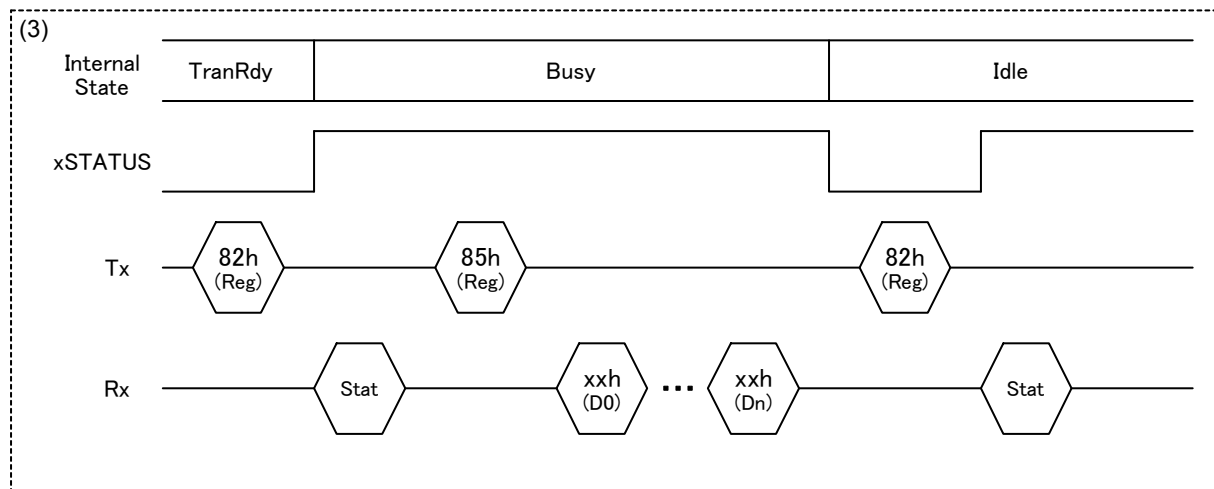 (3)
Internal
State
TranRdy
Busy
Idle
xSTATUS
Tx
82h
(Reg)
85h
(Reg)
82h
(Reg)
Rx
Stat
xxh
(D0)
...
xxh
(Dn)
Stat